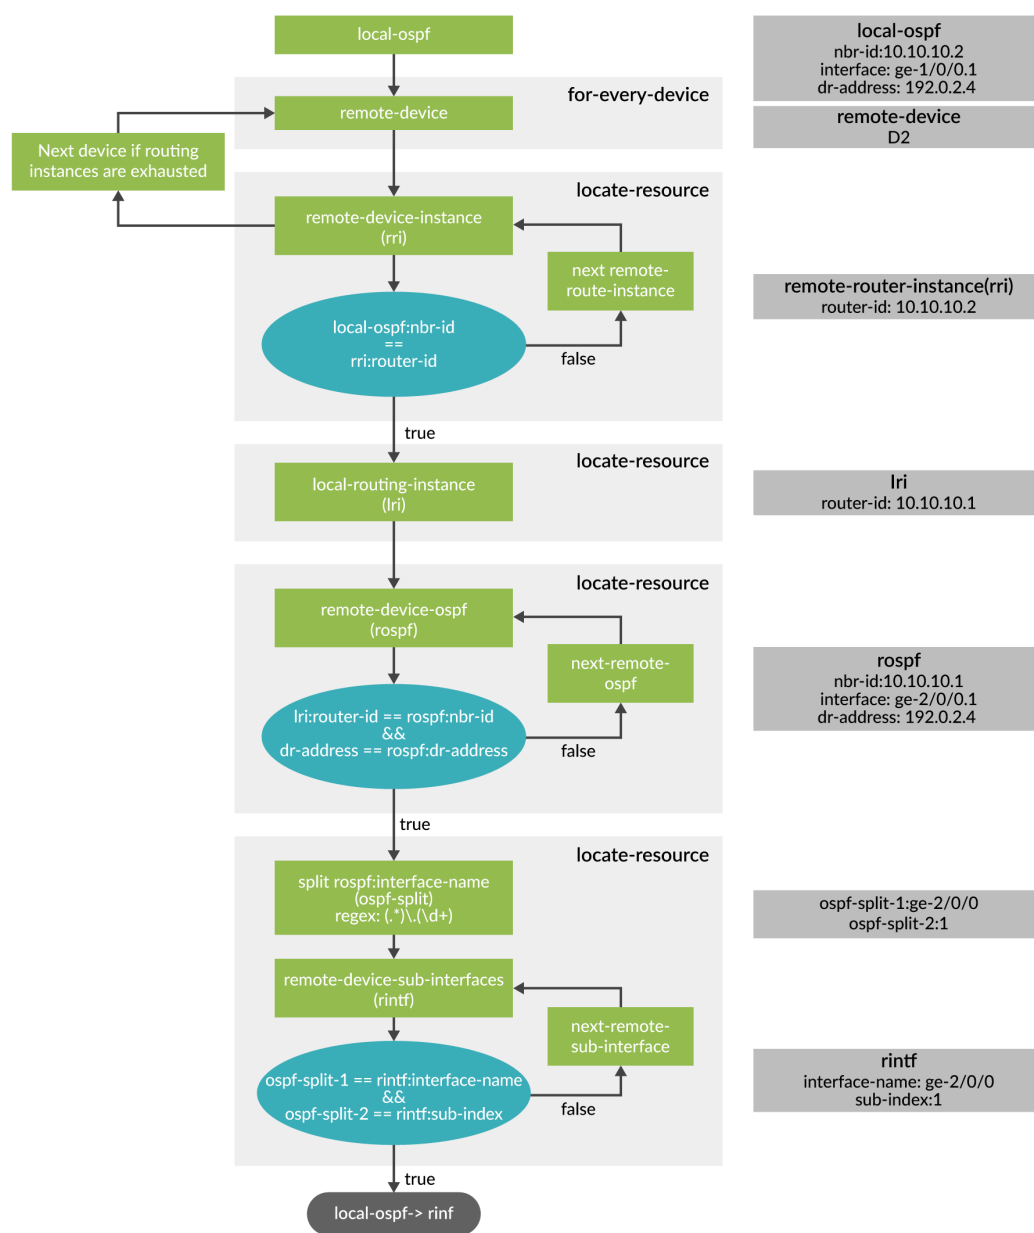 local-ospf
for-every-device
remote-device
Next device if routing
instances are exhausted
locate-resource
remote-device-instance
(rri)
next remote-
route-instance
local-ospf:nbr-id
==
rri:router-id
false
true
locate-resource
local-routing-instance
(lri)
locate-resource
remote-device-ospf
(rospf)
next-remote-
ospf
lri:router-id == rospf:nbr-id
&&
dr-address == rospf:dr-address
false
true
locate-resource
split rospf:interface-name
(ospf-split)
regex: (.*)\.(\d+)
remote-device-sub-interfaces
(rintf)
next-remote-
sub-interface
ospf-split-1 == rintf:interface-name
&&
ospf-split-2 == rintf:sub-index
false
true
local-ospf-> rinf
local-ospf
nbr-id:10.10.10.2
interface: ge-1/0/0.1
dr-address: 192.0.2.4
remote-device
D2
remote-router-instance(rri)
router-id: 10.10.10.2
lri
router-id: 10.10.10.1
rospf
nbr-id:10.10.10.1
interface: ge-2/0/0.1
dr-address: 192.0.2.4
ospf-split-1:ge-2/0/0
ospf-split-2:1
rintf
interface-name: ge-2/0/0
sub-index:1